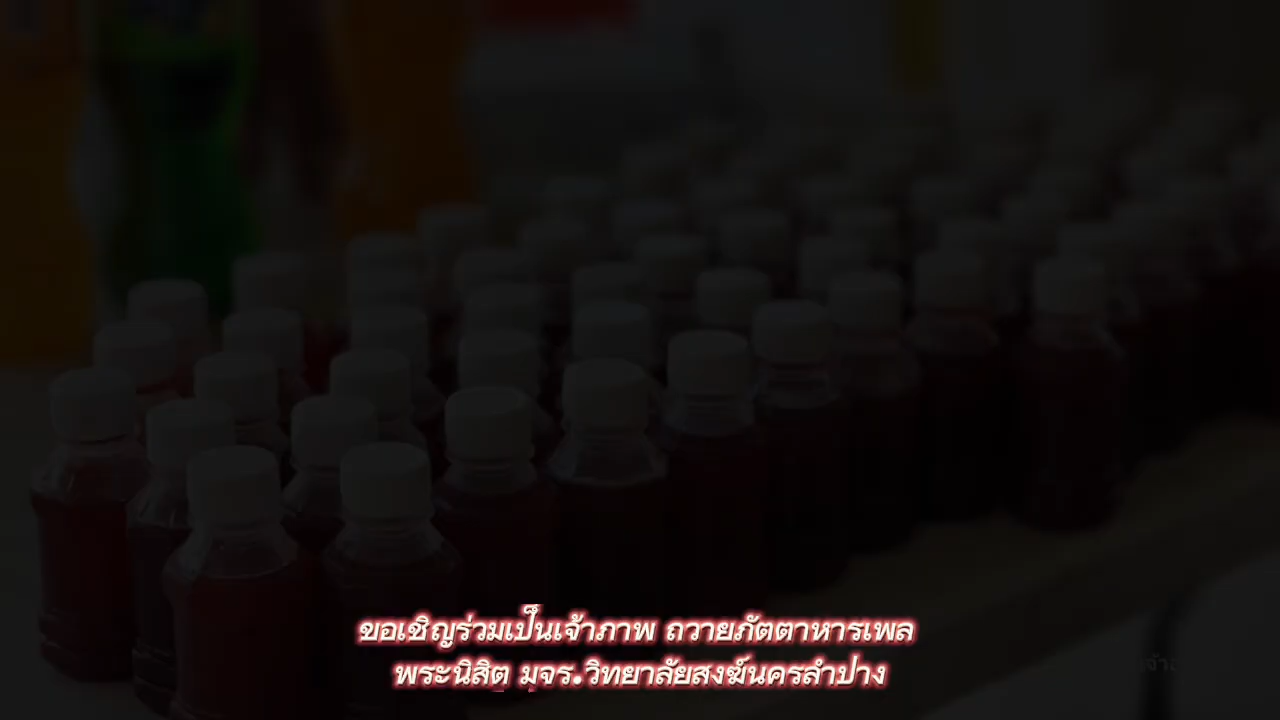 ขอเชิญร่วมเป็นเจ้าภาพ ถวายภัตตาหารเพล
พระนิสิต มจร.วิทยาลัยสงฆ์นครลำปาง